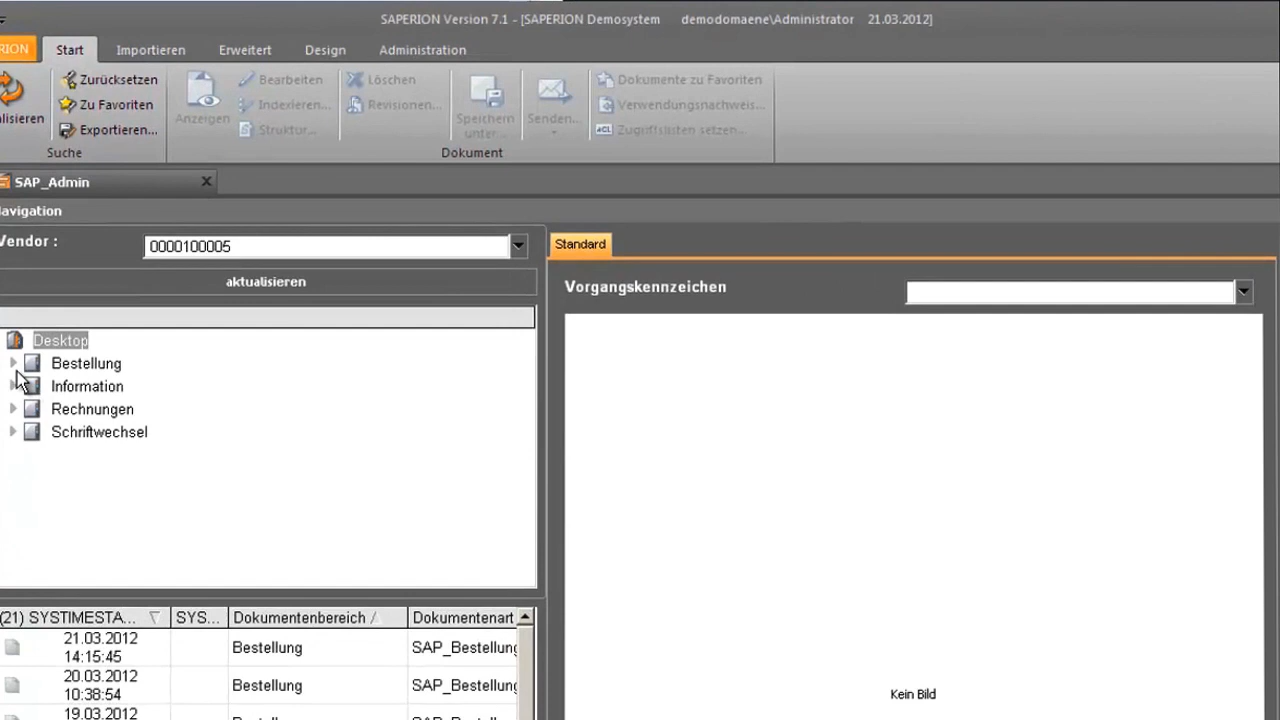 SAPERION Version 7.1 - [SAPERION Demosystem demodomaene\Administrator 21.03.2012]
RION Start Importieren Erweitert Design Administration
Zurücksetzen Bearbeiten Löschen Dokumente zu Favoriten
alisieren Zu Favoriten Anzeigen Indexieren... Revisionen... Speichern unter... Senden... Verwendungsnachweis...
Exportieren... Struktur... ACL Zugriffslisten setzen...
Suche Dokument
SAP_Admin
Navigation
Vendor : 0000100005 Standard
aktualisieren Vorgangskennzeichen
Desktop
Bestellung
Information
Rechnungen
Schriftwechsel
(21) SYSTIMESTA... SYS... Dokumentenbereich Dokumentenart
21.03.2012
14:15:45 Bestellung SAP_Bestellung
20.03.2012
10:38:54 Bestellung SAP_Bestellung
Kein Bild
19.03.2012